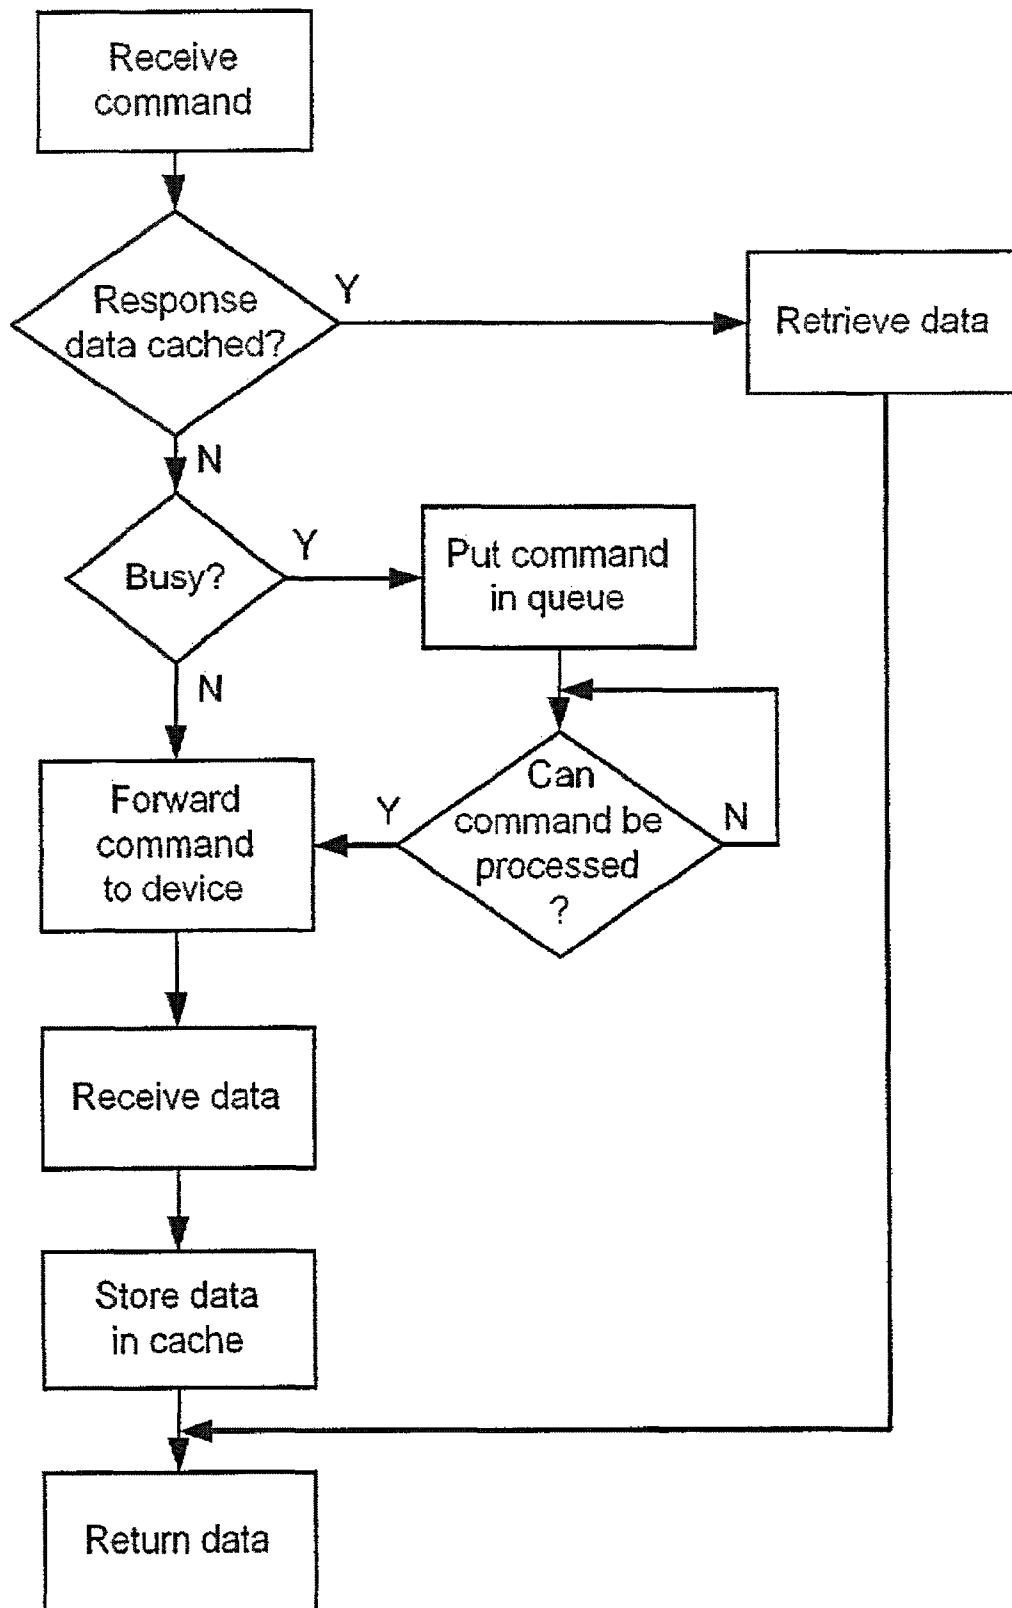 Receive
command
Response
data cached?
Y
Retrieve data
N
Busy?
Y
Put command
in queue
N
Forward
command
to device
Y
Can
command be
processed
?
N
Receive data
Store data
in cache
Return data